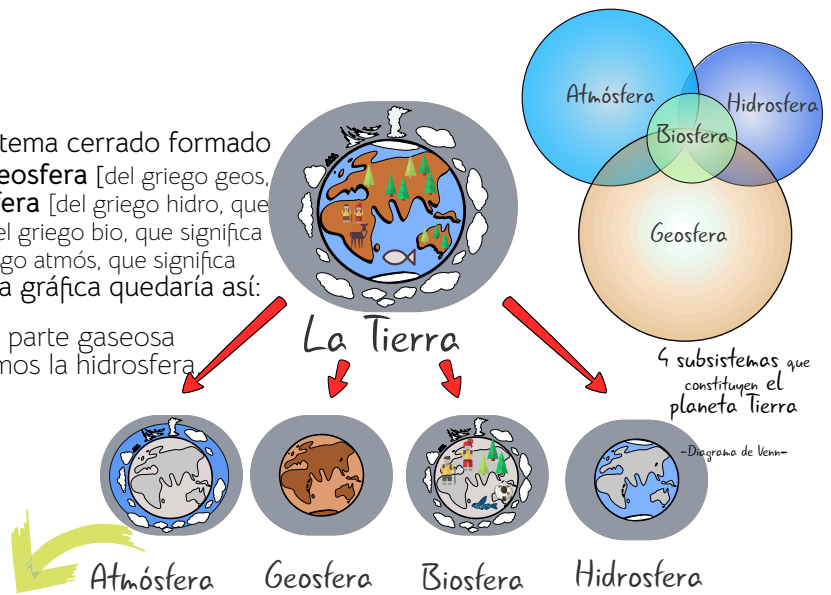 tema cerrado formado
eosfera [del griego geos,
fera [del griego hidro, que
el griego bio, que significa
go atmós, que significa
a gráfica quedaría así:
parte gaseosa
mos la hidrosfera.
La Tierra
Atmósfera
Hidrosfera
Biosfera
Geosfera
4 subsistemas que
constituyen el
planeta Tierra
-Diagrama de Venn-
Atmósfera
Geosfera
Biosfera
Hidrosfera